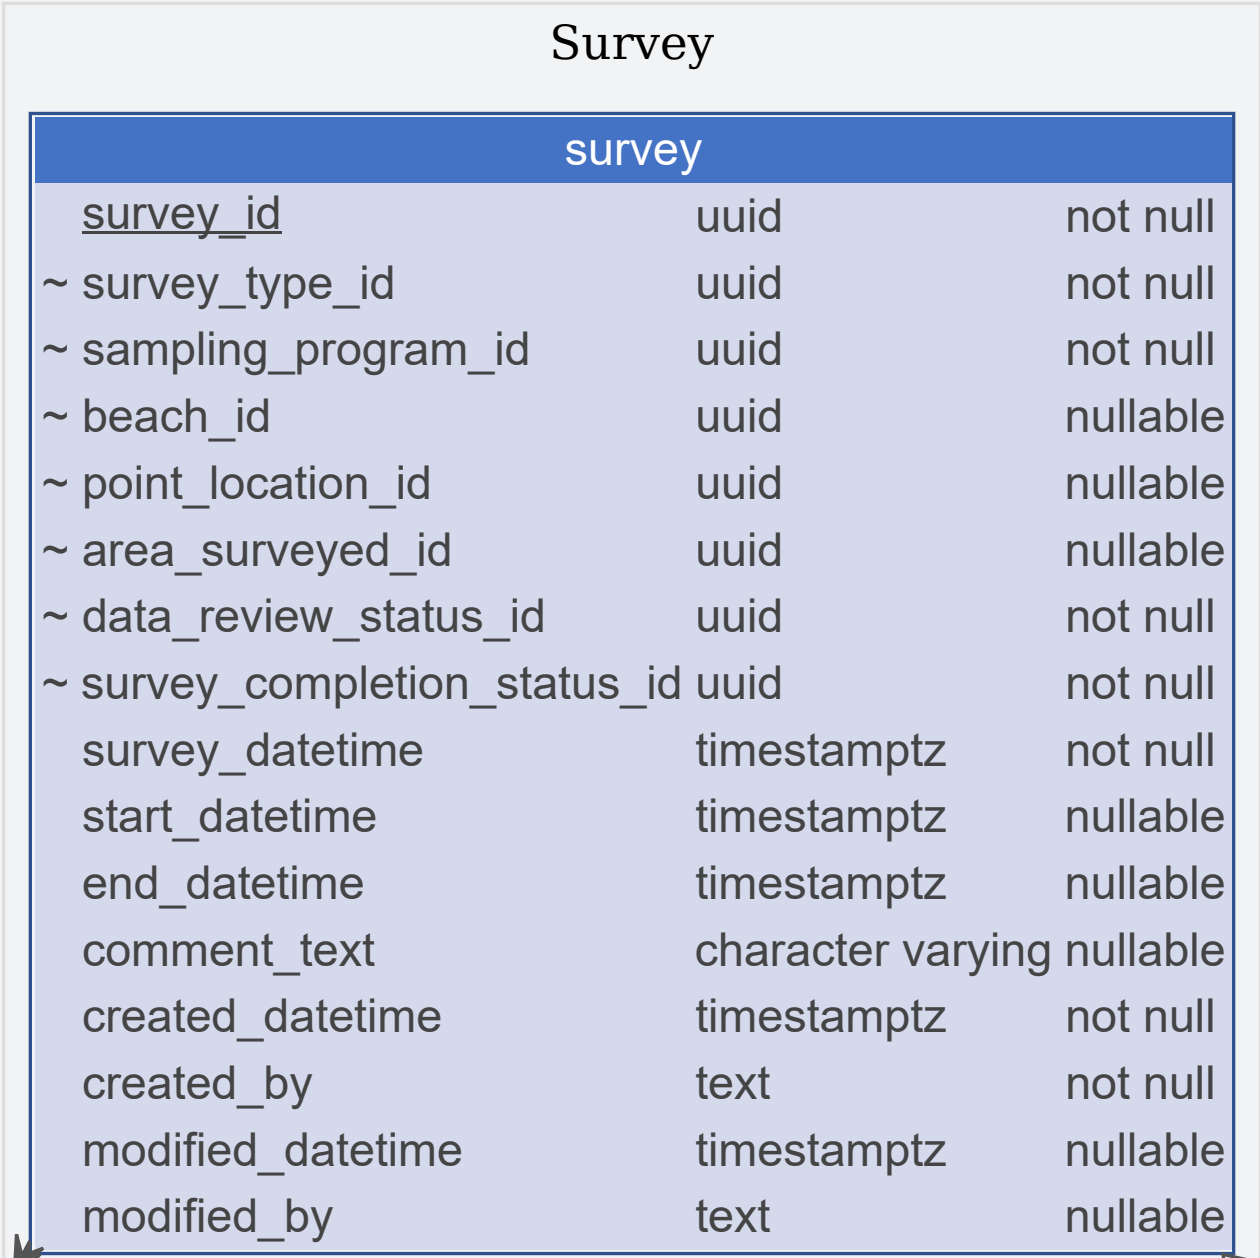 Survey
survey
survey_id uuid not null
~ survey_type_id uuid not null
~ sampling_program_id uuid not null
~ beach_id uuid nullable
~ point_location_id uuid nullable
~ area_surveyed_id uuid nullable
~ data_review_status_id uuid not null
~ survey_completion_status_id uuid not null
survey_datetime timestamptz not null
start_datetime timestamptz nullable
end_datetime timestamptz nullable
comment_text character varying nullable
created_datetime timestamptz not null
created_by text not null
modified_datetime timestamptz nullable
modified_by text nullable